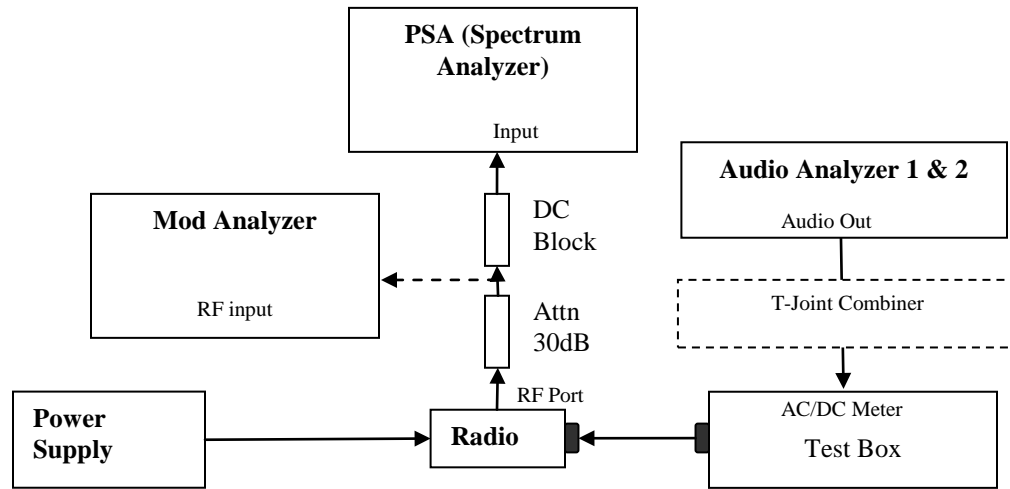 PSA (Spectrum
Analyzer)
Input
Audio Analyzer 1 & 2
Audio Out
DC
Block
Mod Analyzer
RF input
T-Joint Combiner
Attn
30dB
RF Port
Power
Supply
Radio
AC/DC Meter
Test Box